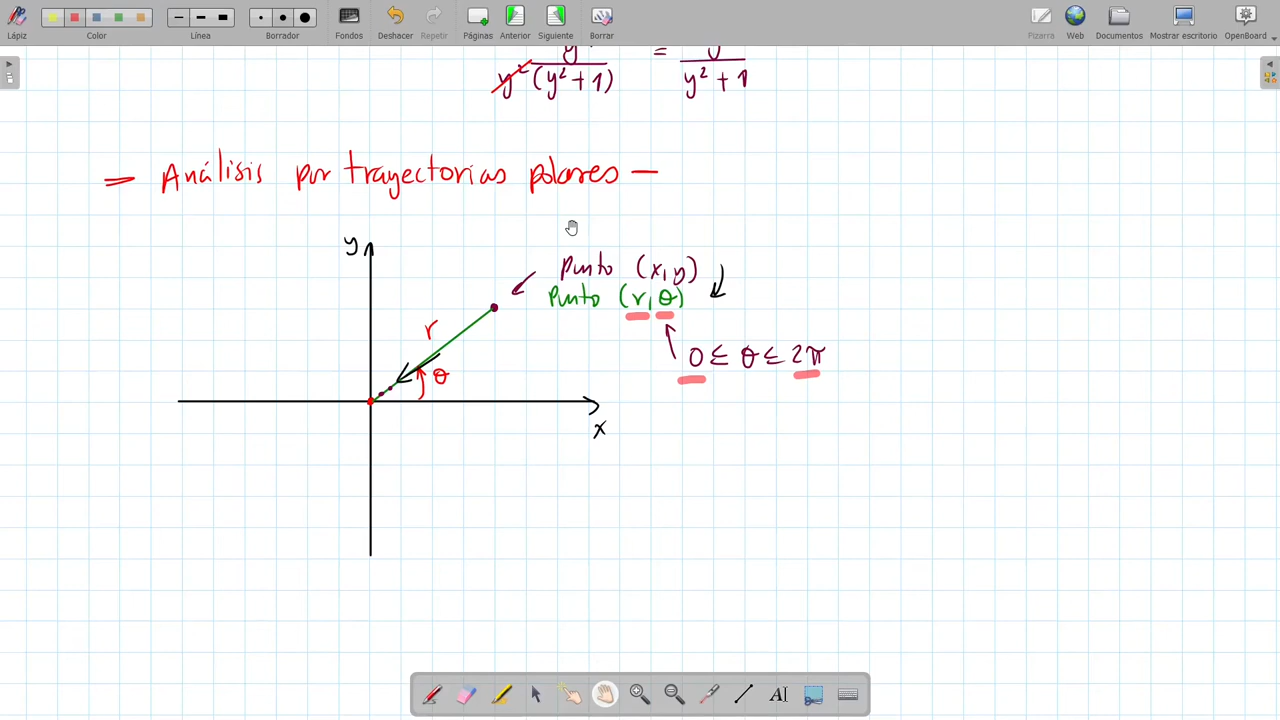 Lápiz Color Línea Borrador Fondos Deshacer Repetir Páginas Anterior Siguiente Borrar Pizarra Web Documentos Mostrar escritorio OpenBoard
y²(y² + 1) = y² + 1
= Análisis por trayectorias polares —
y
Punto (x,y)
Punto (r,θ)
r
0 ≤ θ ≤ 2π
θ
x
AI